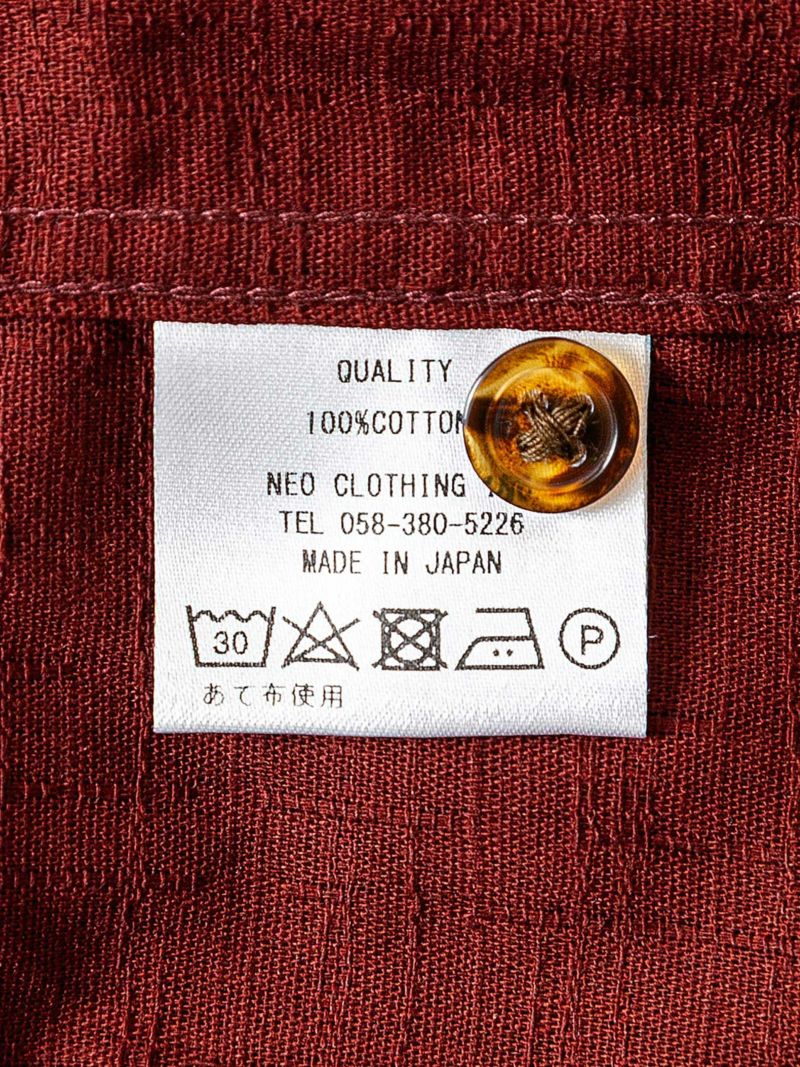 QUALITY
100%COTTON
NEO CLOTHING
TEL 058-380-5226
MADE IN JAPAN
30 P
あて布使用